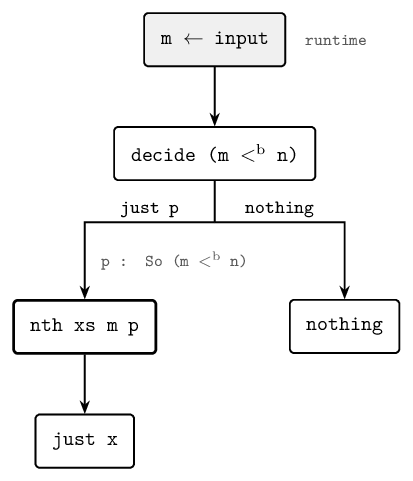 m ← input
runtime
decide (m <ᵇ n)
just p
nothing
p : So (m <ᵇ n)
nth xs m p
nothing
just x